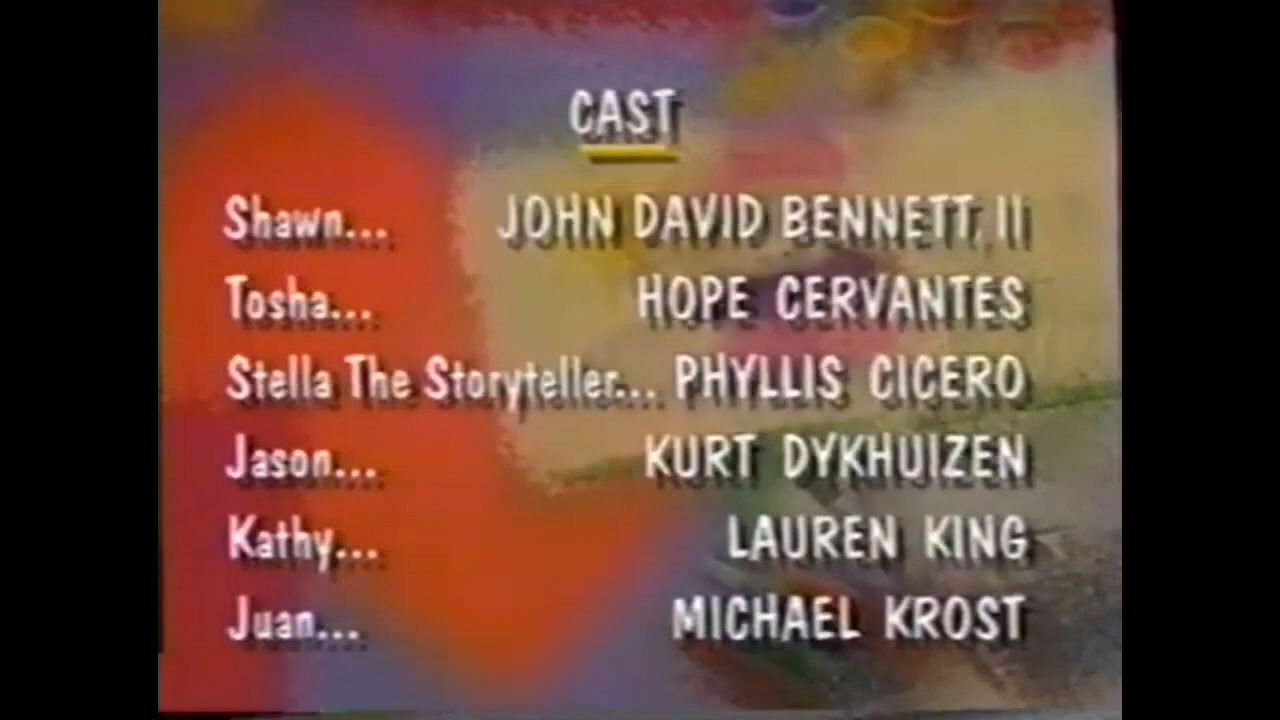 CAST
Shawn... JOHN DAVID BENNETT II
Tosha... HOPE CERVANTES
Stella The Storyteller... PHYLLIS CICERO
Jason... KURT DYKHUIZEN
Kathy... LAUREN KING
Juan... MICHAEL KROST